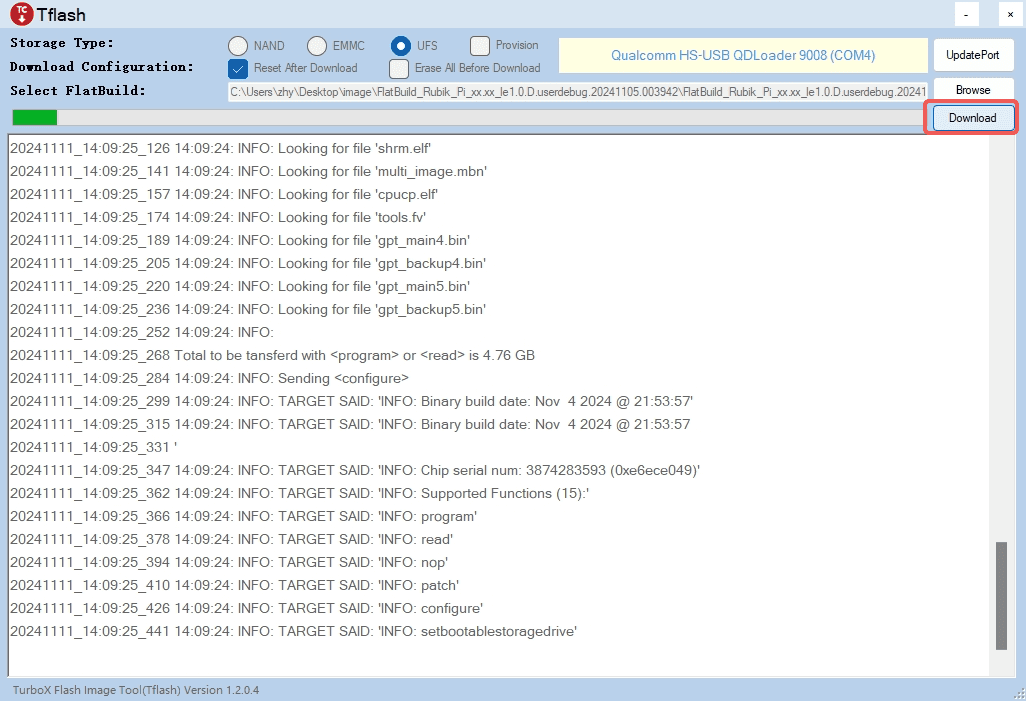 TC Tflash - ×
Storage Type: NAND EMMC UFS Provision Qualcomm HS-USB QDLoader 9008 (COM4) UpdatePort
Download Configuration: Reset After Download Erase All Before Download
Select FlatBuild: C:\Users\zhy\Desktop\image\FlatBuild_Rubik_Pi_xx.xx_le1.0.D.userdebug.20241105.003942\FlatBuild_Rubik_Pi_xx.xx_le1.0.D.userdebug.20241 Browse
Download
20241111_14:09:25_126 14:09:24: INFO: Looking for file 'shrm.elf'
20241111_14:09:25_141 14:09:24: INFO: Looking for file 'multi_image.mbn'
20241111_14:09:25_157 14:09:24: INFO: Looking for file 'cpucp.elf'
20241111_14:09:25_174 14:09:24: INFO: Looking for file 'tools.fv'
20241111_14:09:25_189 14:09:24: INFO: Looking for file 'gpt_main4.bin'
20241111_14:09:25_205 14:09:24: INFO: Looking for file 'gpt_backup4.bin'
20241111_14:09:25_220 14:09:24: INFO: Looking for file 'gpt_main5.bin'
20241111_14:09:25_236 14:09:24: INFO: Looking for file 'gpt_backup5.bin'
20241111_14:09:25_252 14:09:24: INFO:
20241111_14:09:25_268 Total to be tansferd with <program> or <read> is 4.76 GB
20241111_14:09:25_284 14:09:24: INFO: Sending <configure>
20241111_14:09:25_299 14:09:24: INFO: TARGET SAID: 'INFO: Binary build date: Nov  4 2024 @ 21:53:57'
20241111_14:09:25_315 14:09:24: INFO: TARGET SAID: 'INFO: Binary build date: Nov  4 2024 @ 21:53:57
20241111_14:09:25_331 '
20241111_14:09:25_347 14:09:24: INFO: TARGET SAID: 'INFO: Chip serial num: 3874283593 (0xe6ece049)'
20241111_14:09:25_362 14:09:24: INFO: TARGET SAID: 'INFO: Supported Functions (15):'
20241111_14:09:25_366 14:09:24: INFO: TARGET SAID: 'INFO: program'
20241111_14:09:25_378 14:09:24: INFO: TARGET SAID: 'INFO: read'
20241111_14:09:25_394 14:09:24: INFO: TARGET SAID: 'INFO: nop'
20241111_14:09:25_410 14:09:24: INFO: TARGET SAID: 'INFO: patch'
20241111_14:09:25_426 14:09:24: INFO: TARGET SAID: 'INFO: configure'
20241111_14:09:25_441 14:09:24: INFO: TARGET SAID: 'INFO: setbootablestoragedrive'
TurboX Flash Image Tool(Tflash) Version 1.2.0.4